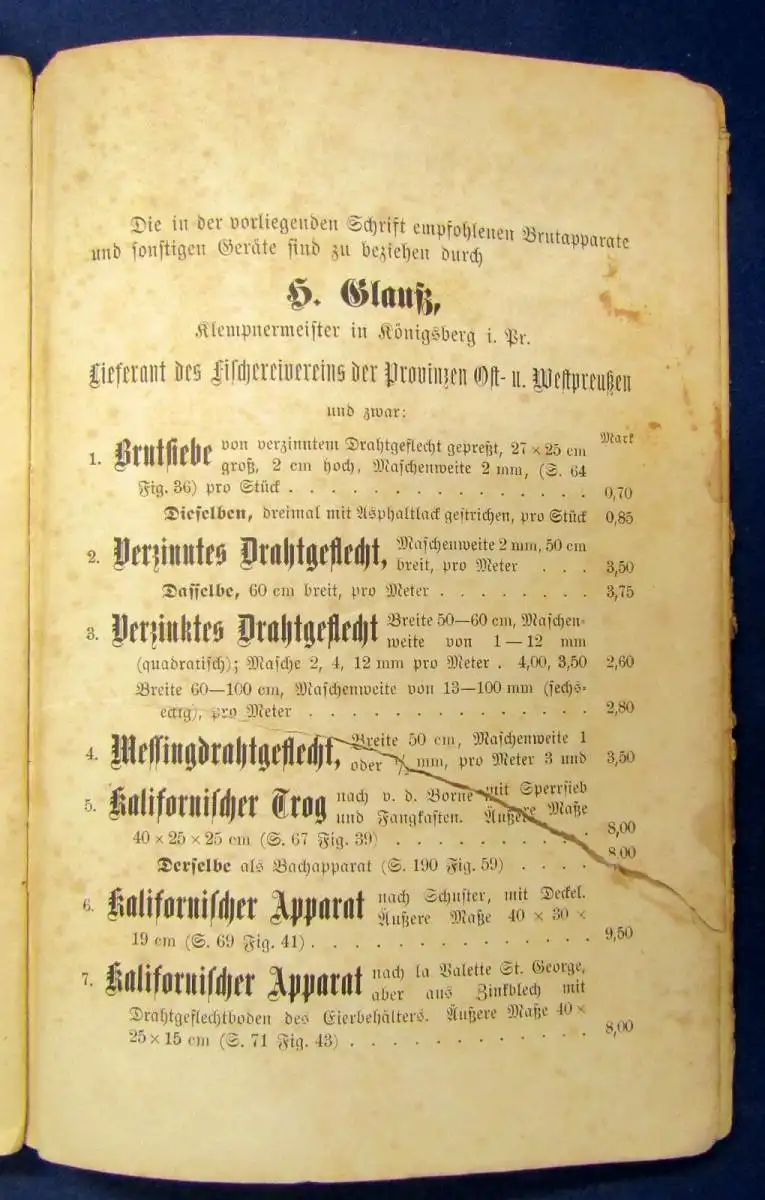 Die in der vorliegenden Schrift empfohlenen Brutapparate
und sonstigen Geräte sind zu beziehen durch
H. Glauß,
Klempnermeister in Königsberg i. Pr.
Lieferant des Fischereivereins der Provinzen Ost- u. Westpreußen
und zwar:
Mark
1. Brutsiebe von verzinntem Drahtgeflecht gepreßt, 27 × 25 cm
groß, 2 cm hoch, Maschenweite 2 mm, (S. 64
Fig. 36) pro Stück . . . . . . . . . . . . . . . 0,70
Dieselben, dreimal mit Asphaltlack gestrichen, pro Stück 0,85
2. Verzinntes Drahtgeflecht, Maschenweite 2 mm, 50 cm
breit, pro Meter . . . 3,50
Dasselbe, 60 cm breit, pro Meter . . . . . . . . . 3,75
3. Verzinktes Drahtgeflecht Breite 50—60 cm, Maschen-
weite von 1—12 mm
(quadratisch); Masche 2, 4, 12 mm pro Meter . 4,00, 3,50 2,60
Breite 60—100 cm, Maschenweite von 13—100 mm (sechs-
eckig), pro Meter . . . . . . . . . . . . . . 2,80
4. Messingdrahtgeflecht, Breite 50 cm, Maschenweite 1
oder mm, pro Meter 3 und 3,50
5. Kalifornischer Trog nach v. d. Borne mit Sperrsieb
und Fangkasten. Äußere Maße
40 × 25 × 25 cm (S. 67 Fig. 39) . . . . . . . . . . 8,00
Derselbe als Bachapparat (S. 190 Fig. 59) . . . . 8,00
6. Kalifornischer Apparat nach Schuster, mit Deckel.
Äußere Maße 40 × 30 ×
19 cm (S. 69 Fig. 41) . . . . . . . . . . . . . . 9,50
7. Kalifornischer Apparat nach la Valette St. George,
aber aus Zinkblech mit
Drahtgeflechtboden des Eierbehälters. Äußere Maße 40 ×
25 × 15 cm (S. 71 Fig. 43) . . . . . . . . . . . . 8,00